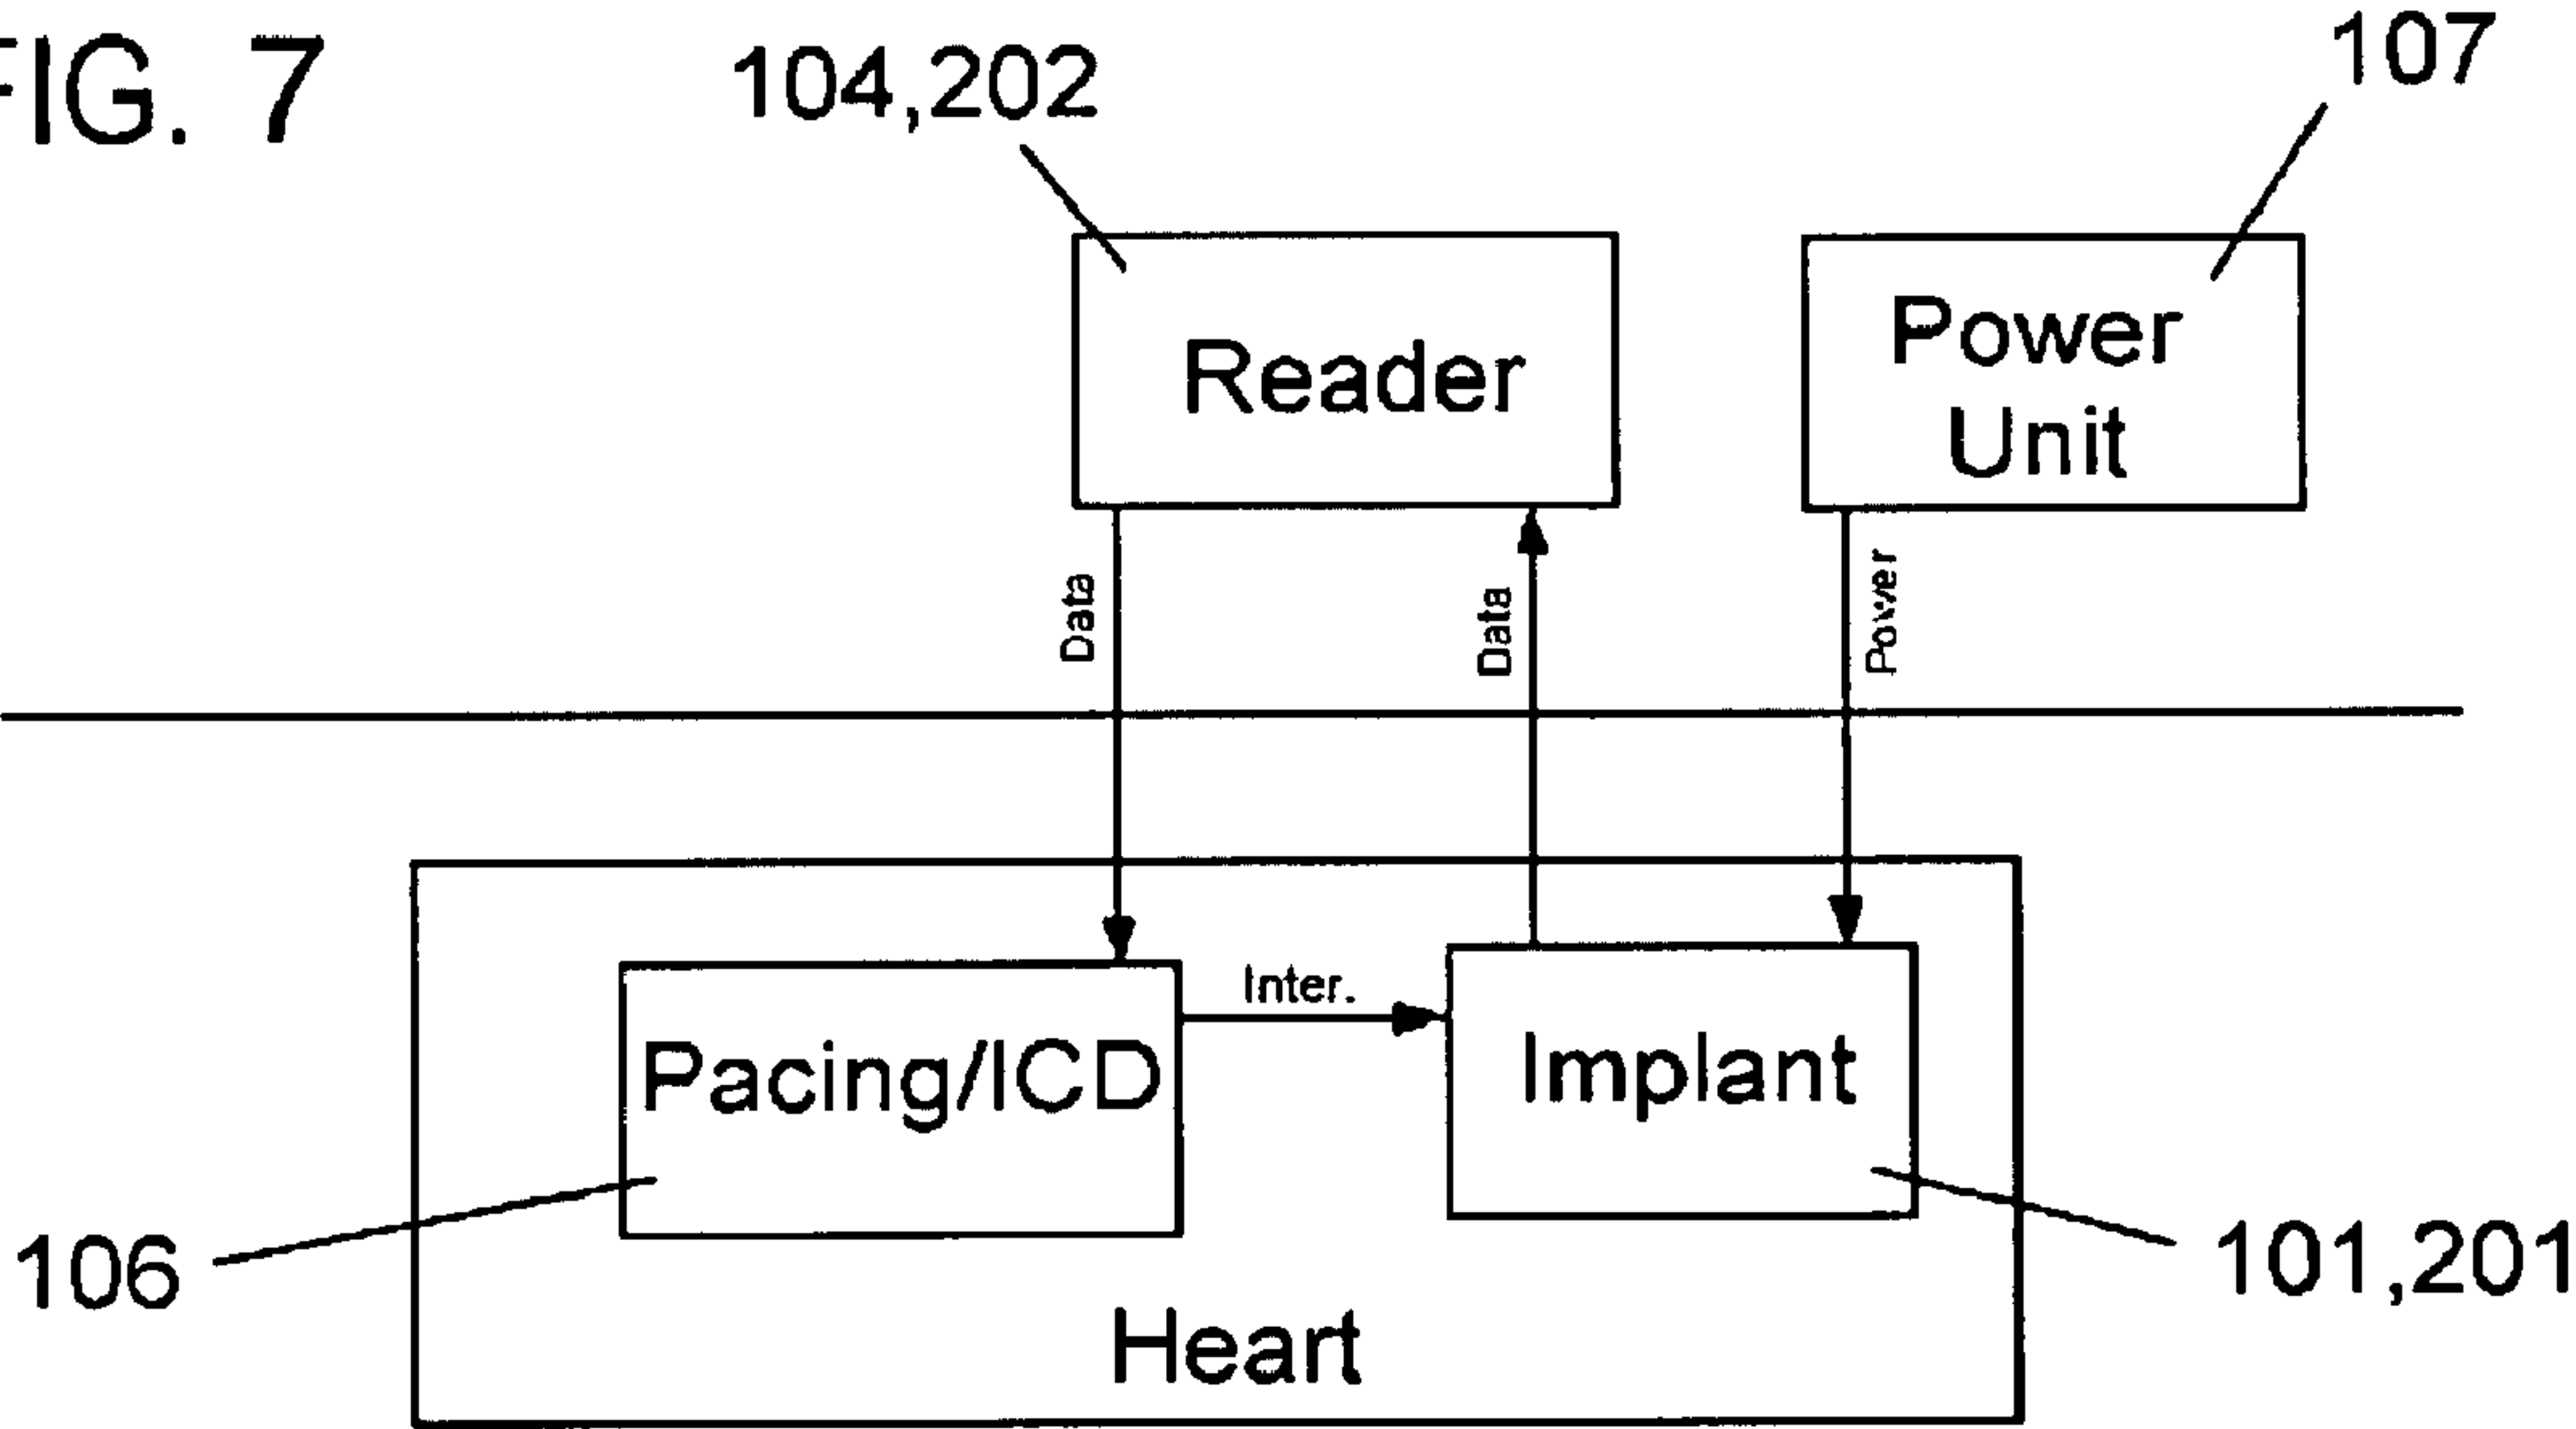 FIG. 7
104,202
107
Reader
Power
Unit
Data
Data
Power
Inter.
Pacing/ICD
Implant
106
101,201
Heart